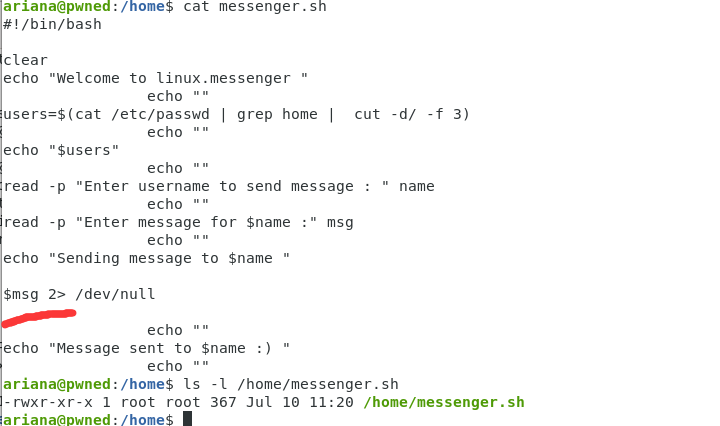 ariana@pwned:/home$ cat messenger.sh
#!/bin/bash
clear
echo "Welcome to linux.messenger "
echo ""
users=$(cat /etc/passwd | grep home |  cut -d/ -f 3)
echo ""
echo "$users"
echo ""
read -p "Enter username to send message : " name
echo ""
read -p "Enter message for $name :" msg
echo ""
echo "Sending message to $name "
$msg 2> /dev/null
echo ""
echo "Message sent to $name :) "
echo ""
ariana@pwned:/home$ ls -l /home/messenger.sh
-rwxr-xr-x 1 root root 367 Jul 10 11:20 /home/messenger.sh
ariana@pwned:/home$